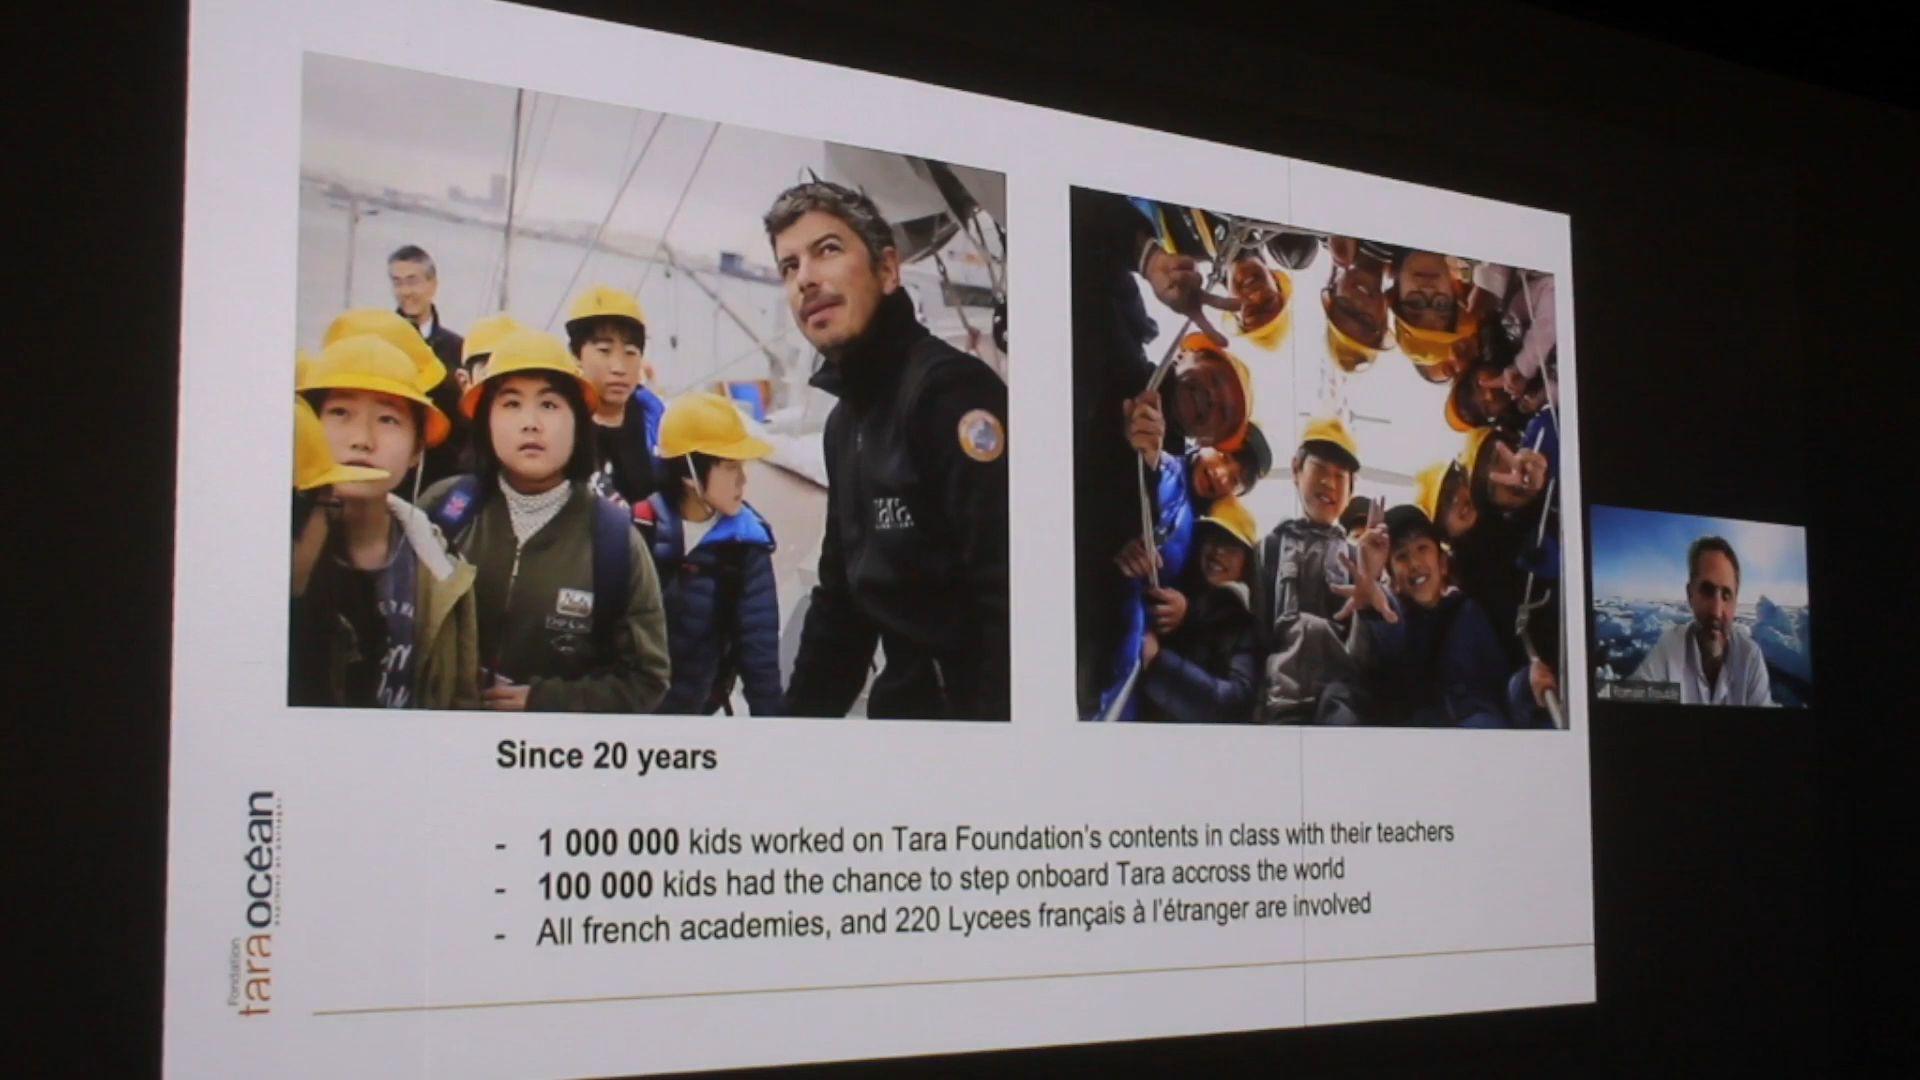 Since 20 years
- 1 000 000 kids worked on Tara Foundation's contents in class with their teachers
- 100 000 kids had the chance to step onboard Tara accross the world
- All french academies, and 220 Lycees français à l'étranger are involved
Fondation
taraocéan
tara